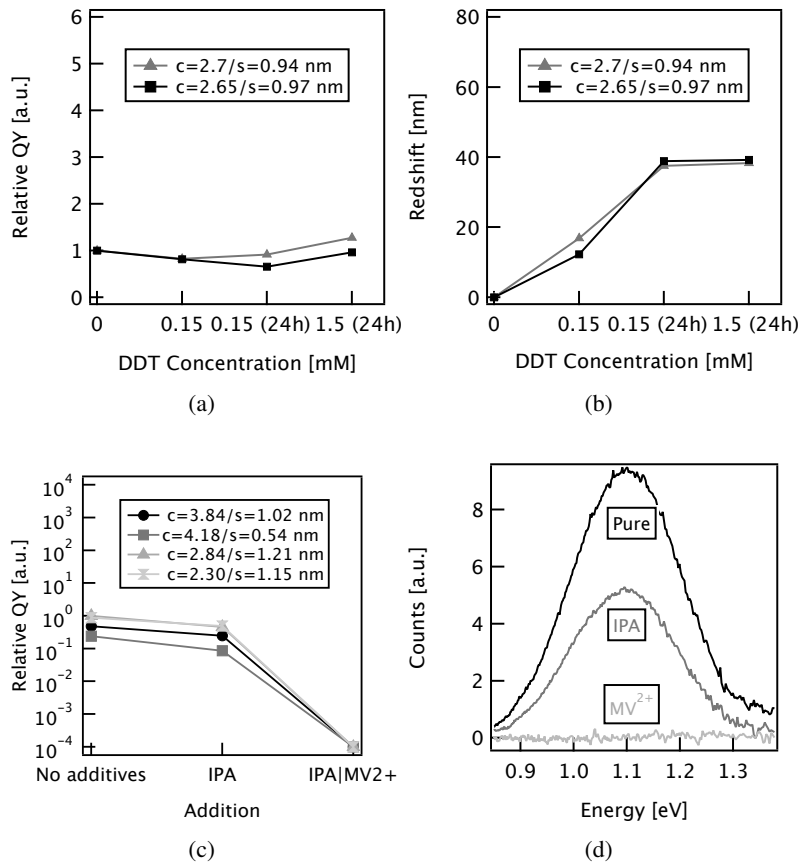 6
5
4
3
2
1
0
Relative QY [a.u.]
c=2.7/s=0.94 nm
c=2.65/s=0.97 nm
0 0.15 0.15 (24h) 1.5 (24h)
DDT Concentration [mM]
(a)
80
60
40
20
0
Redshift [nm]
c=2.7/s=0.94 nm
c=2.65/s=0.97 nm
0 0.15 0.15 (24h) 1.5 (24h)
DDT Concentration [mM]
(b)
10^4
10^3
10^2
10^1
10^0
10^-1
10^-2
10^-3
10^-4
Relative QY [a.u.]
c=3.84/s=1.02 nm
c=4.18/s=0.54 nm
c=2.84/s=1.21 nm
c=2.30/s=1.15 nm
No additives IPA IPA|MV2+
Addition
(c)
8
6
4
2
0
Counts [a.u.]
Pure
IPA
MV^2+
0.9 1.0 1.1 1.2 1.3
Energy [eV]
(d)